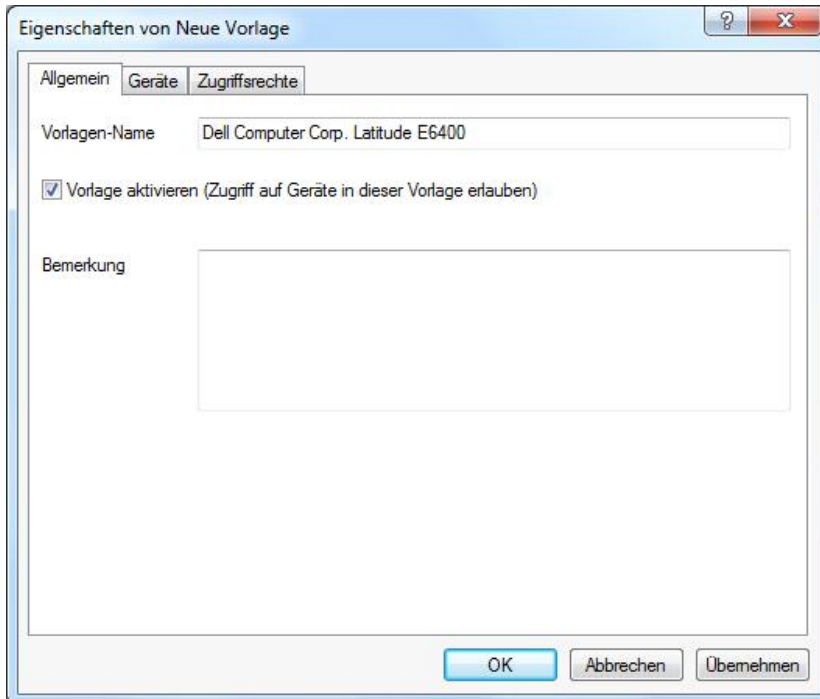 Eigenschaften von Neue Vorlage
Allgemein Geräte Zugriffsrechte
Vorlagen-Name Dell Computer Corp. Latitude E6400
Vorlage aktivieren (Zugriff auf Geräte in dieser Vorlage erlauben)
Bemerkung
OK Abbrechen Übernehmen